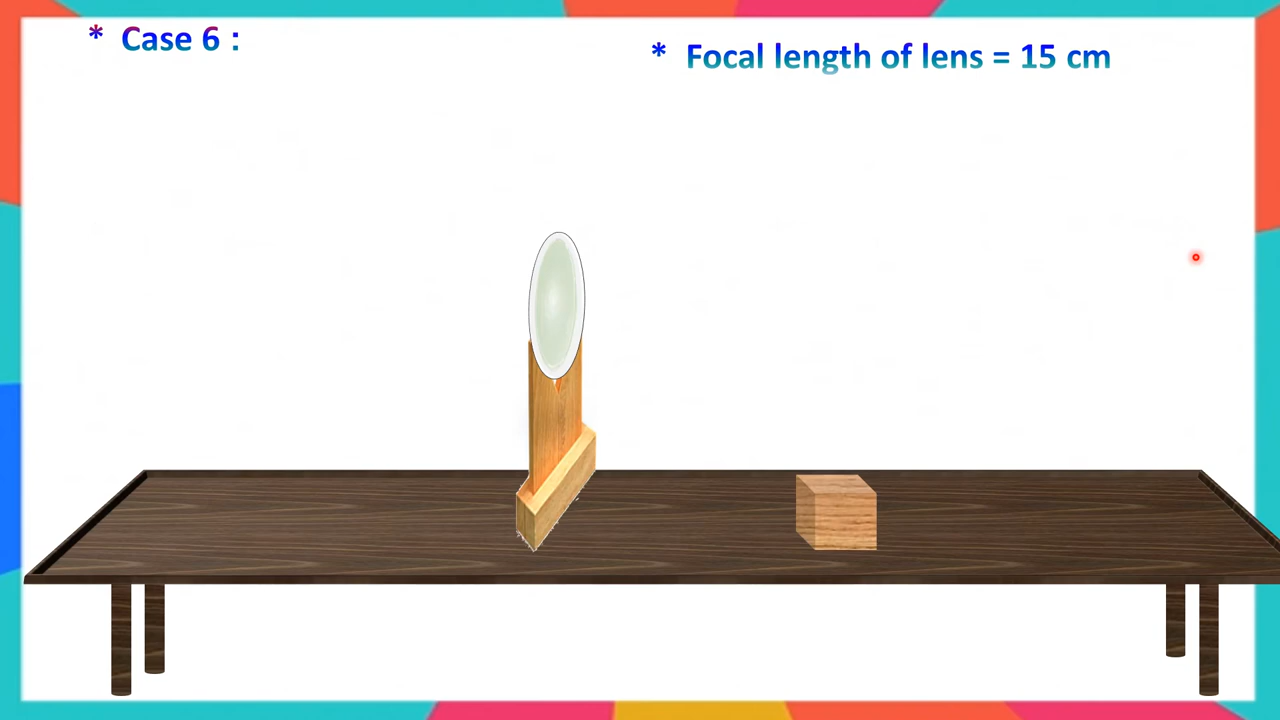 * Case 6 :
* Focal length of lens = 15 cm